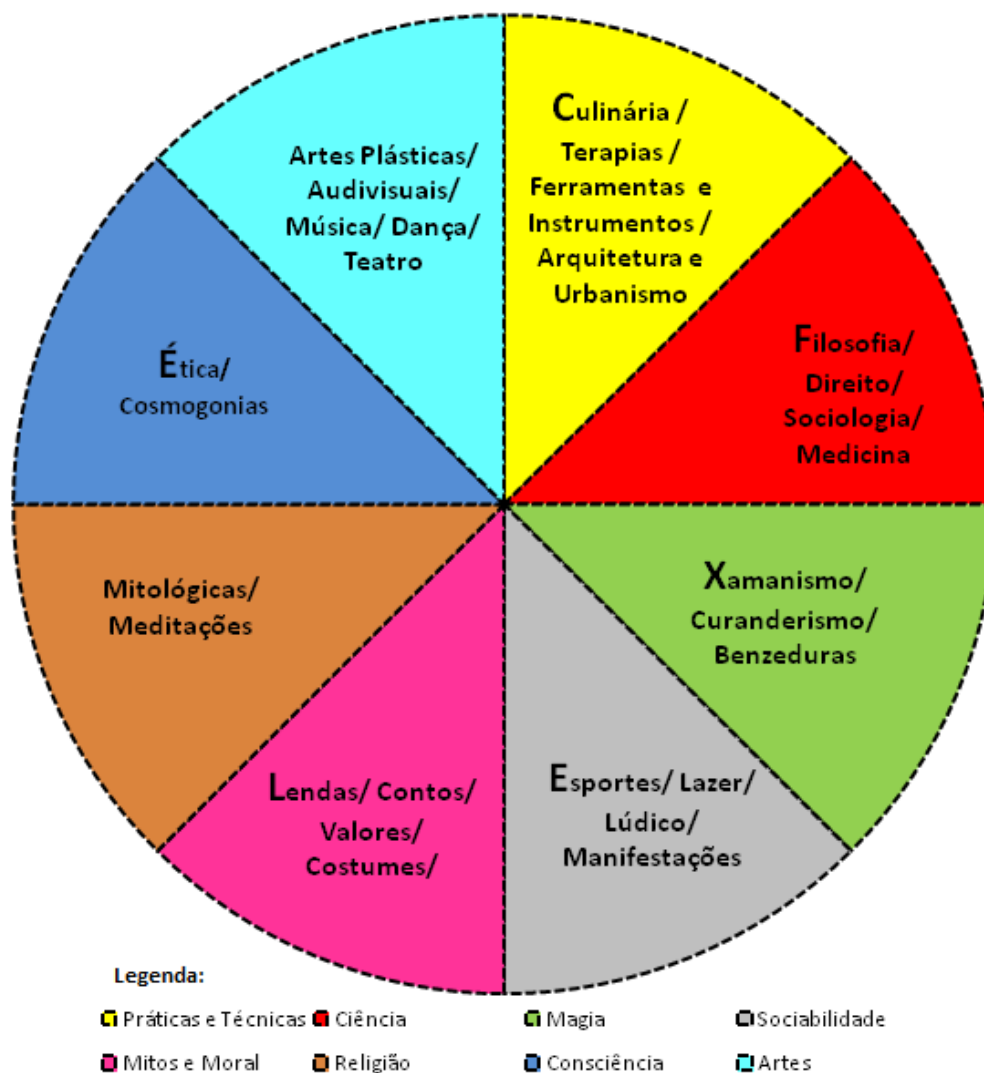 Culinária /
Terapias /
Ferramentas e
Instrumentos /
Arquitetura e
Urbanismo
Filosofia/
Direito/
Sociologia/
Medicina
Xamanismo/
Curanderismo/
Benzeduras
Esportes/ Lazer/
Lúdico/
Manifestações
Lendas/ Contos/
Valores/
Costumes/
Mitológicas/
Meditações
Ética/
Cosmogonias
Artes Plásticas/
Audivisuais/
Música/ Dança/
Teatro
Legenda:
Práticas e Técnicas Ciência Magia Sociabilidade
Mitos e Moral Religião Consciência Artes